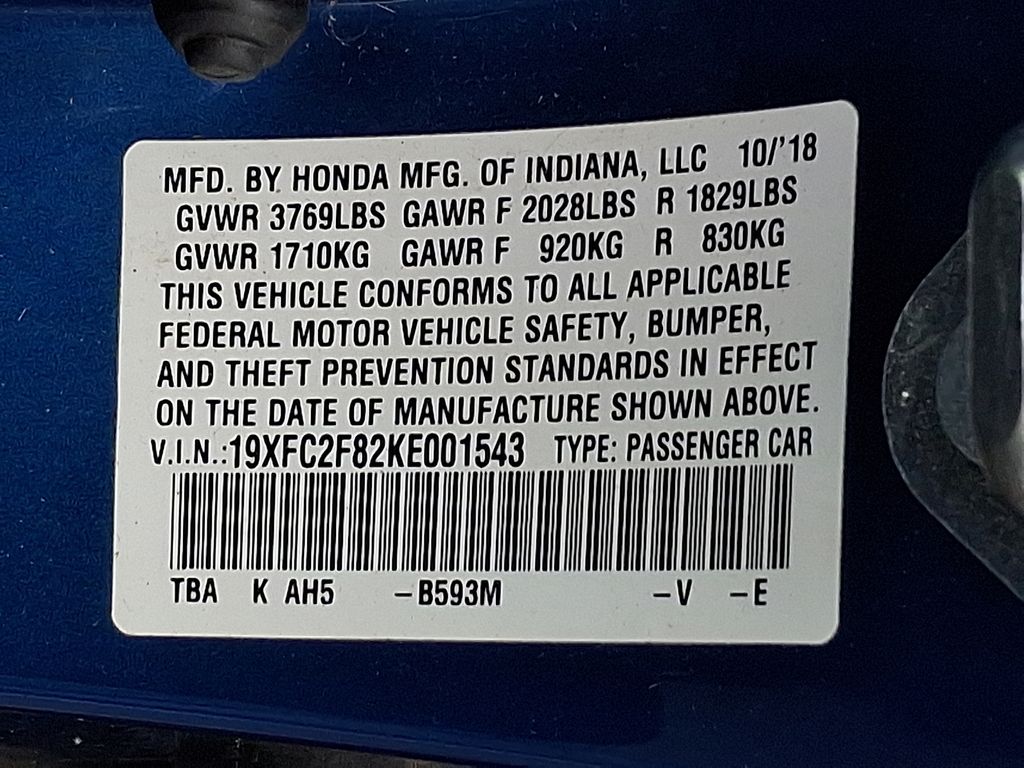 MFD. BY HONDA MFG. OF INDIANA, LLC 10/'18
GVWR 3769LBS GAWR F 2028LBS R 1829LBS
GVWR 1710KG GAWR F 920KG R 830KG
THIS VEHICLE CONFORMS TO ALL APPLICABLE
FEDERAL MOTOR VEHICLE SAFETY, BUMPER,
AND THEFT PREVENTION STANDARDS IN EFFECT
ON THE DATE OF MANUFACTURE SHOWN ABOVE.
V.I.N.:19XFC2F82KE001543 TYPE: PASSENGER CAR
TBA K AH5 -B593M -V -E